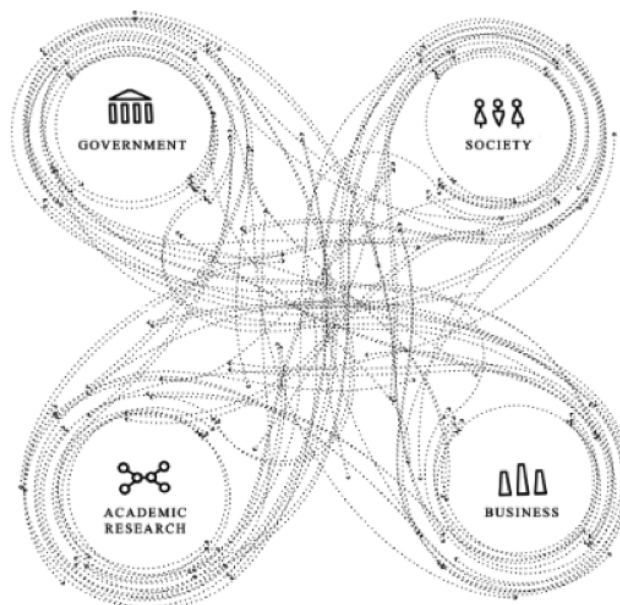 GOVERNMENT
SOCIETY
ACADEMIC
RESEARCH
BUSINESS